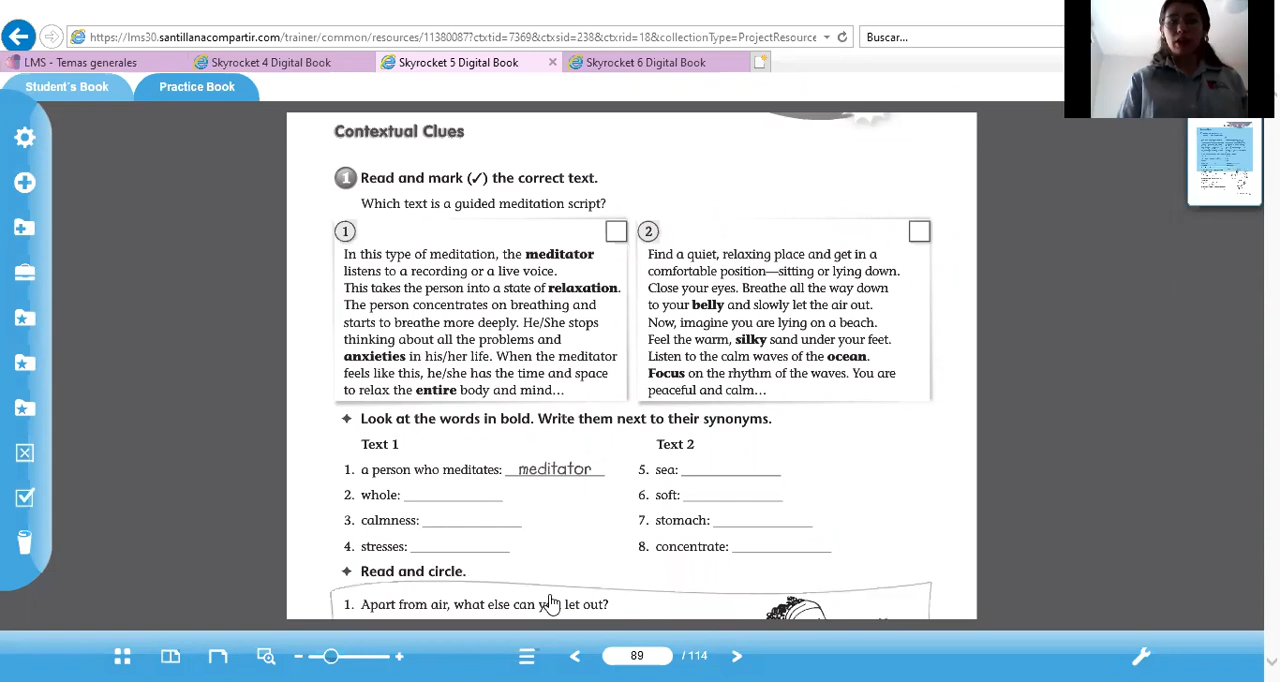 https://lms30.santillanacompartir.com/trainer/common/resources/11380087?ctxtid=7369&ctxsid=238&ctxrid=18&collectionType=ProjectResource
Buscar...
LMS - Temas generales
Skyrocket 4 Digital Book
Skyrocket 5 Digital Book
Skyrocket 6 Digital Book
Student´s Book
Practice Book
Contextual Clues
1 Read and mark (✓) the correct text.
Which text is a guided meditation script?
1
In this type of meditation, the meditator
listens to a recording or a live voice.
This takes the person into a state of relaxation.
The person concentrates on breathing and
starts to breathe more deeply. He/She stops
thinking about all the problems and
anxieties in his/her life. When the meditator
feels like this, he/she has the time and space
to relax the entire body and mind…
2
Find a quiet, relaxing place and get in a
comfortable position—sitting or lying down.
Close your eyes. Breathe all the way down
to your belly and slowly let the air out.
Now, imagine you are lying on a beach.
Feel the warm, silky sand under your feet.
Listen to the calm waves of the ocean.
Focus on the rhythm of the waves. You are
peaceful and calm…
Look at the words in bold. Write them next to their synonyms.
Text 1
1. a person who meditates: meditator
2. whole:
3. calmness:
4. stresses:
Text 2
5. sea:
6. soft:
7. stomach:
8. concentrate:
Read and circle.
1. Apart from air, what else can let out?
89 / 114